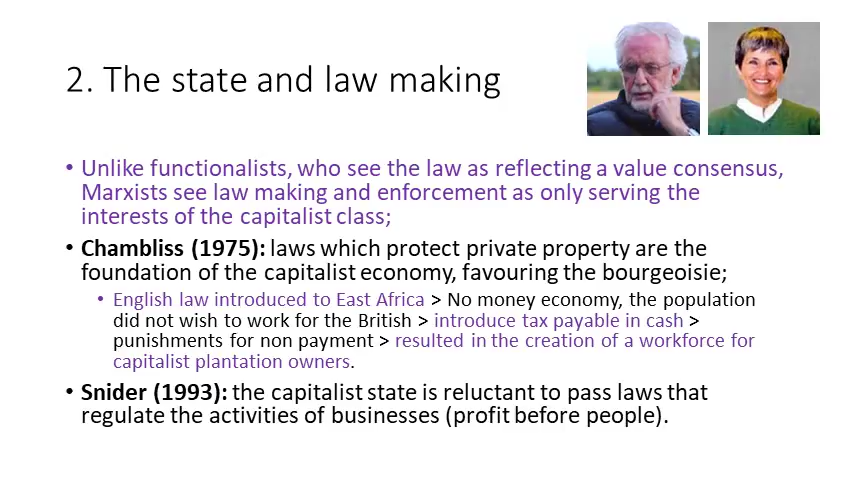 2. The state and law making
• Unlike functionalists, who see the law as reflecting a value consensus,
Marxists see law making and enforcement as only serving the
interests of the capitalist class;
• Chambliss (1975): laws which protect private property are the
foundation of the capitalist economy, favouring the bourgeoisie;
• English law introduced to East Africa > No money economy, the population
did not wish to work for the British > introduce tax payable in cash >
punishments for non payment > resulted in the creation of a workforce for
capitalist plantation owners.
• Snider (1993): the capitalist state is reluctant to pass laws that
regulate the activities of businesses (profit before people).